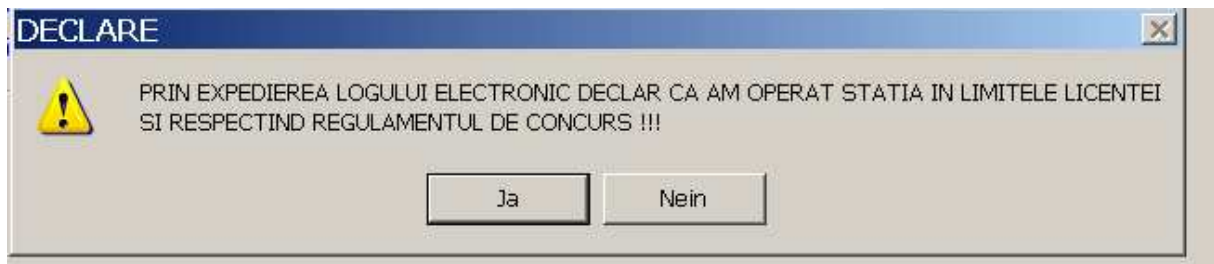 DECLARE
PRIN EXPEDIEREA LOGULUI ELECTRONIC DECLAR CA AM OPERAT STATIA IN LIMITELE LICENTEI
SI RESPECTIND REGULAMENTUL DE CONCURS !!!
Ja
Nein